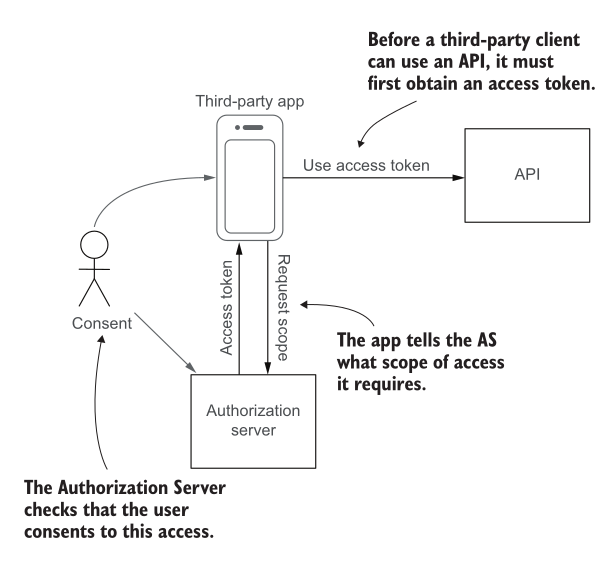 Before a third-party client
can use an API, it must
first obtain an access token.
Third-party app
Use access token
API
Consent
Access token
Request scope
The app tells the AS
what scope of access
it requires.
Authorization
server
The Authorization Server
checks that the user
consents to this access.